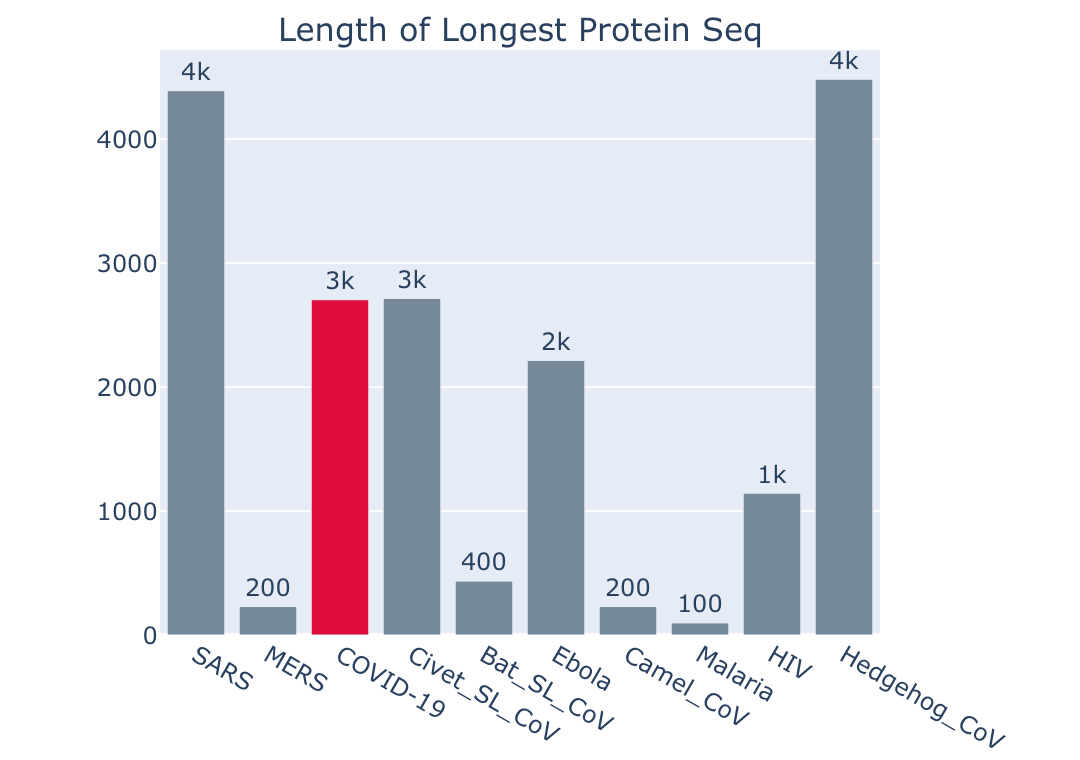 Length of Longest Protein Seq
4k
4k
4000
3000
3k
3k
2k
2000
1k
1000
400
200
200
100
0
SARS
MERS
COVID-19
Civet_SL_CoV
Bat_SL_CoV
Ebola
Camel_CoV
Malaria
HIV
Hedgehog_CoV